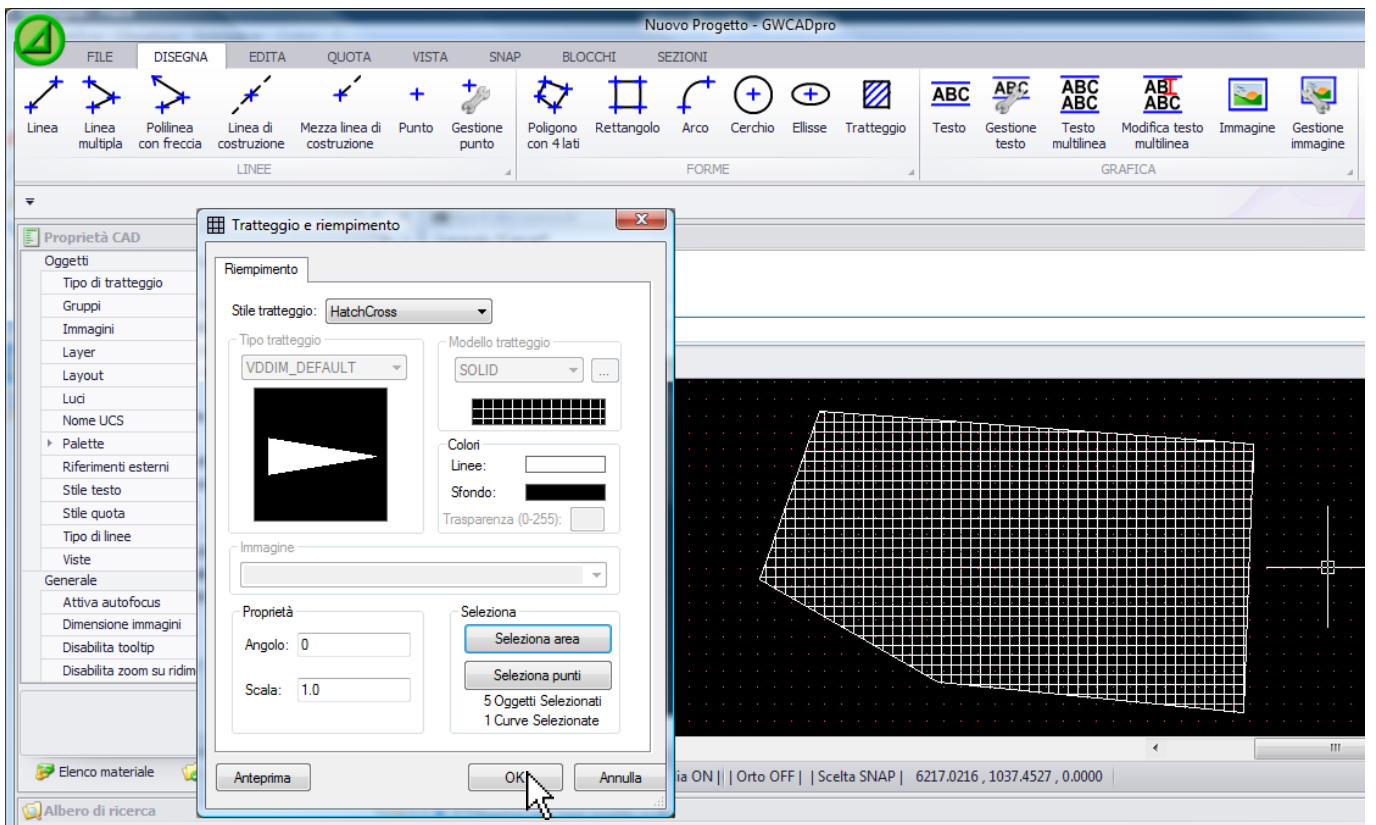 Nuovo Progetto - GWCADpro
FILE DISEGNA EDITA QUOTA VISTA SNAP BLOCCHI SEZIONI
ABC ABC ABC ABC ABC ABC
Linea Linea multipla Polilinea con freccia Linea di costruzione Mezza linea di costruzione Punto Gestione punto Poligono con 4 lati Rettangolo Arco Cerchio Ellisse Tratteggio Testo Gestione testo Testo multilinea Modifica testo multilinea Immagine Gestione immagine
LINEE FORME GRAFICA
Proprietà CAD
Oggetti
Tipo di tratteggio
Gruppi
Immagini
Layer
Layout
Luci
Nome UCS
Palette
Riferimenti esterni
Stile testo
Stile quota
Tipo di linee
Viste
Generale
Attiva autofocus
Dimensione immagini
Disabilita tooltip
Disabilita zoom su ridim
Elenco materiale
Albero di ricerca
Tratteggio e riempimento
Riempimento
Stile tratteggio: HatchCross
Tipo tratteggio
VDDIM_DEFAULT
Modello tratteggio
SOLID ...
Colori
Linee:
Sfondo:
Trasparenza (0-255):
Immagine
Proprietà
Angolo: 0
Scala: 1.0
Seleziona
Seleziona area
Seleziona punti
5 Oggetti Selezionati
1 Curve Selezionate
Anteprima OK Annulla
ia ON | | Orto OFF | | Scelta SNAP | 6217.0216 , 1037.4527 , 0.0000